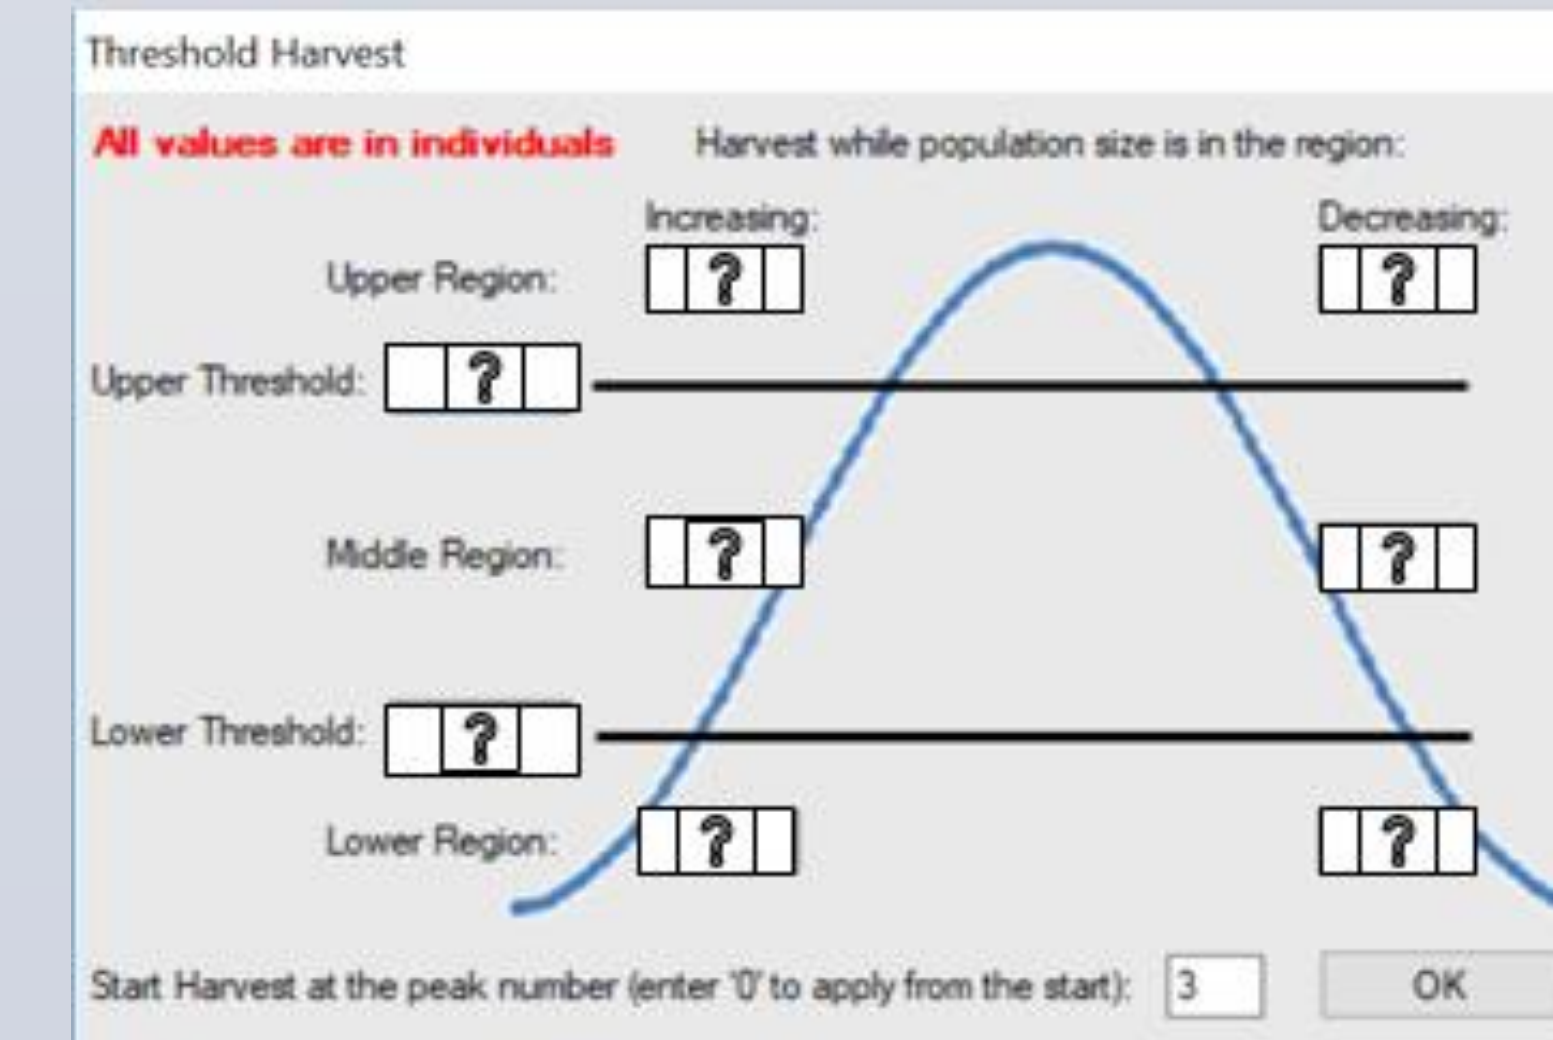 Threshold Harvest
All values are in individuals Harvest while population size is in the region:
Increasing: Decreasing:
Upper Region: ? ?
Upper Threshold: ?
Middle Region: ? ?
Lower Threshold: ?
Lower Region: ? ?
Start Harvest at the peak number (enter '0' to apply from the start): 3 OK